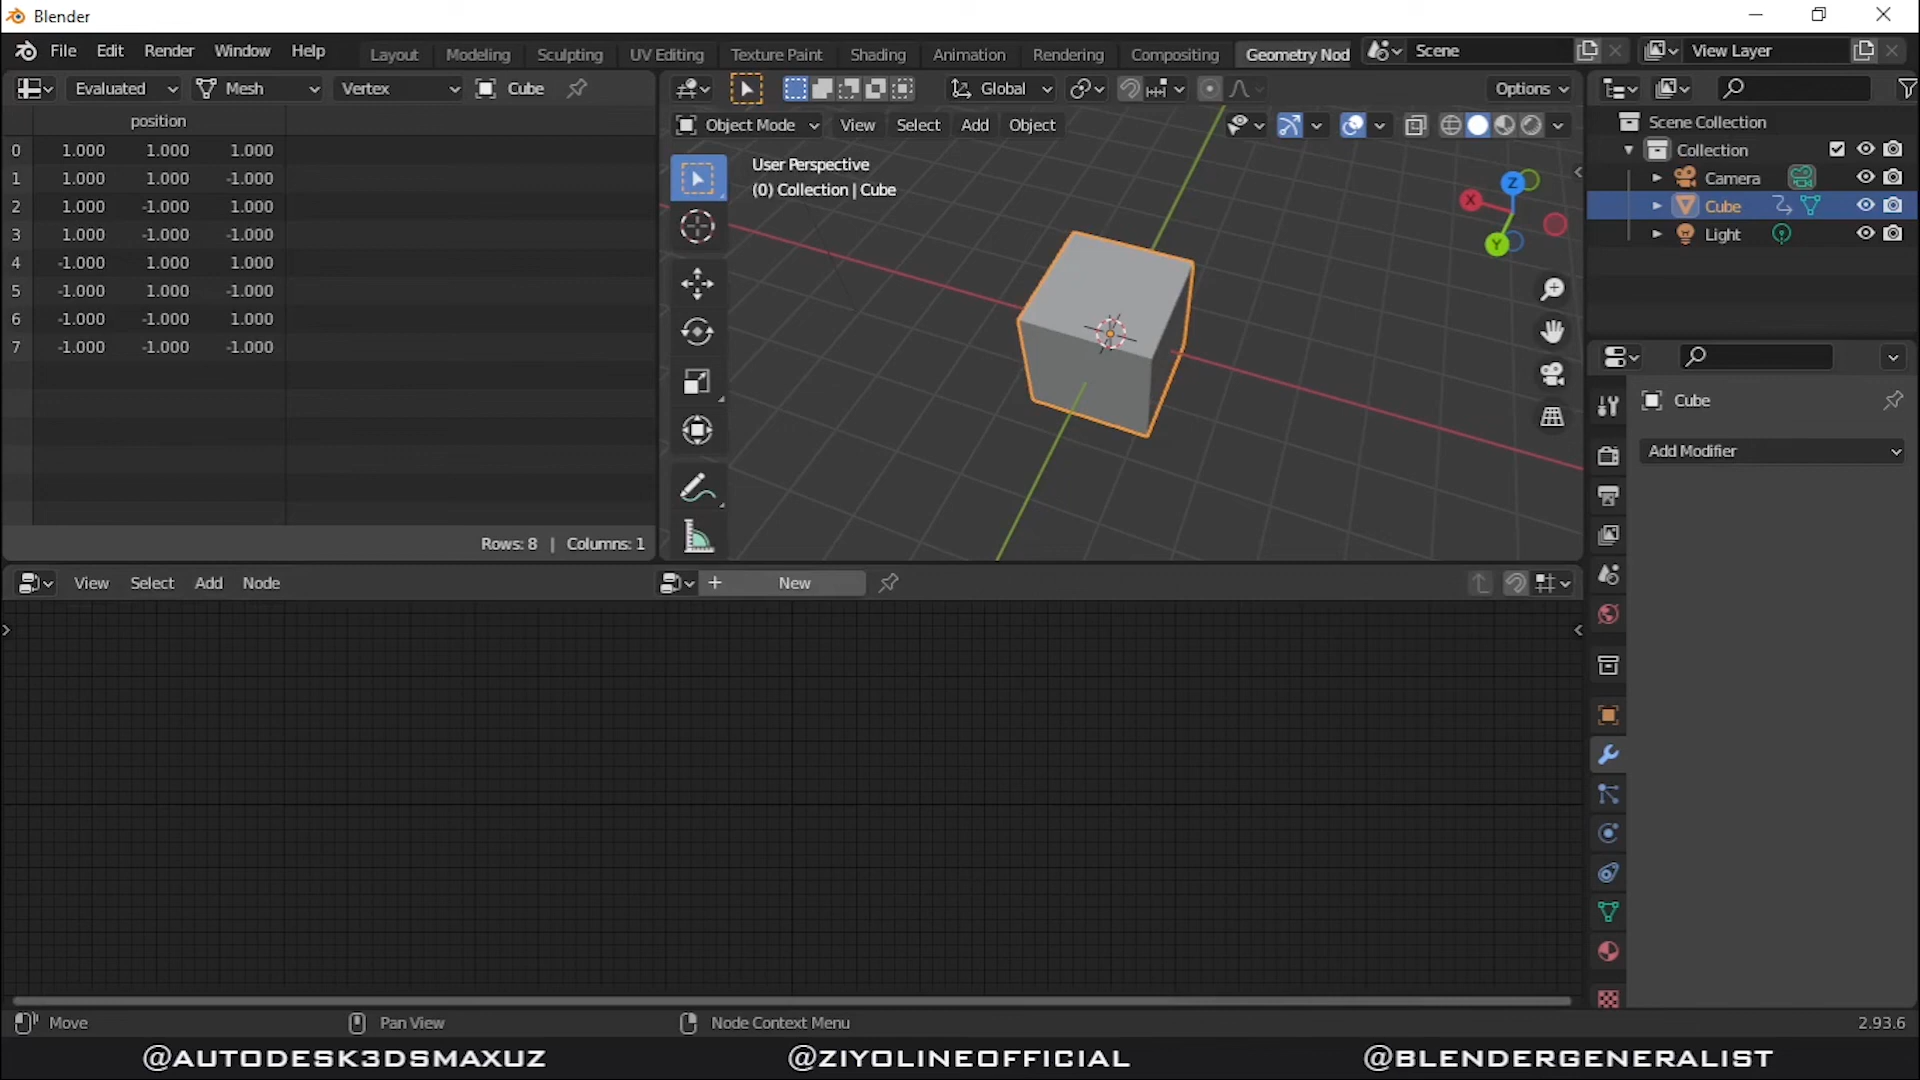 Blender
File Edit Render Window Help Layout Modeling Sculpting UV Editing Texture Paint Shading Animation Rendering Compositing Geometry Nod Scene View Layer
Evaluated Mesh Vertex Cube
Global Options
position
Object Mode View Select Add Object
Scene Collection
0 1.000 1.000 1.000
1 1.000 1.000 -1.000
2 1.000 -1.000 1.000
3 1.000 -1.000 -1.000
4 -1.000 1.000 1.000
5 -1.000 1.000 -1.000
6 -1.000 -1.000 1.000
7 -1.000 -1.000 -1.000
Rows: 8 | Columns: 1
User Perspective
(0) Collection | Cube
Z
X
Y
Collection
Camera
Cube
Light
Cube
Add Modifier
View Select Add Node New
Move Pan View Node Context Menu 2.93.6
@AUTODESK3DSMAXUZ @ZIYOLINEOFFICIAL @BLENDERGENERALIST